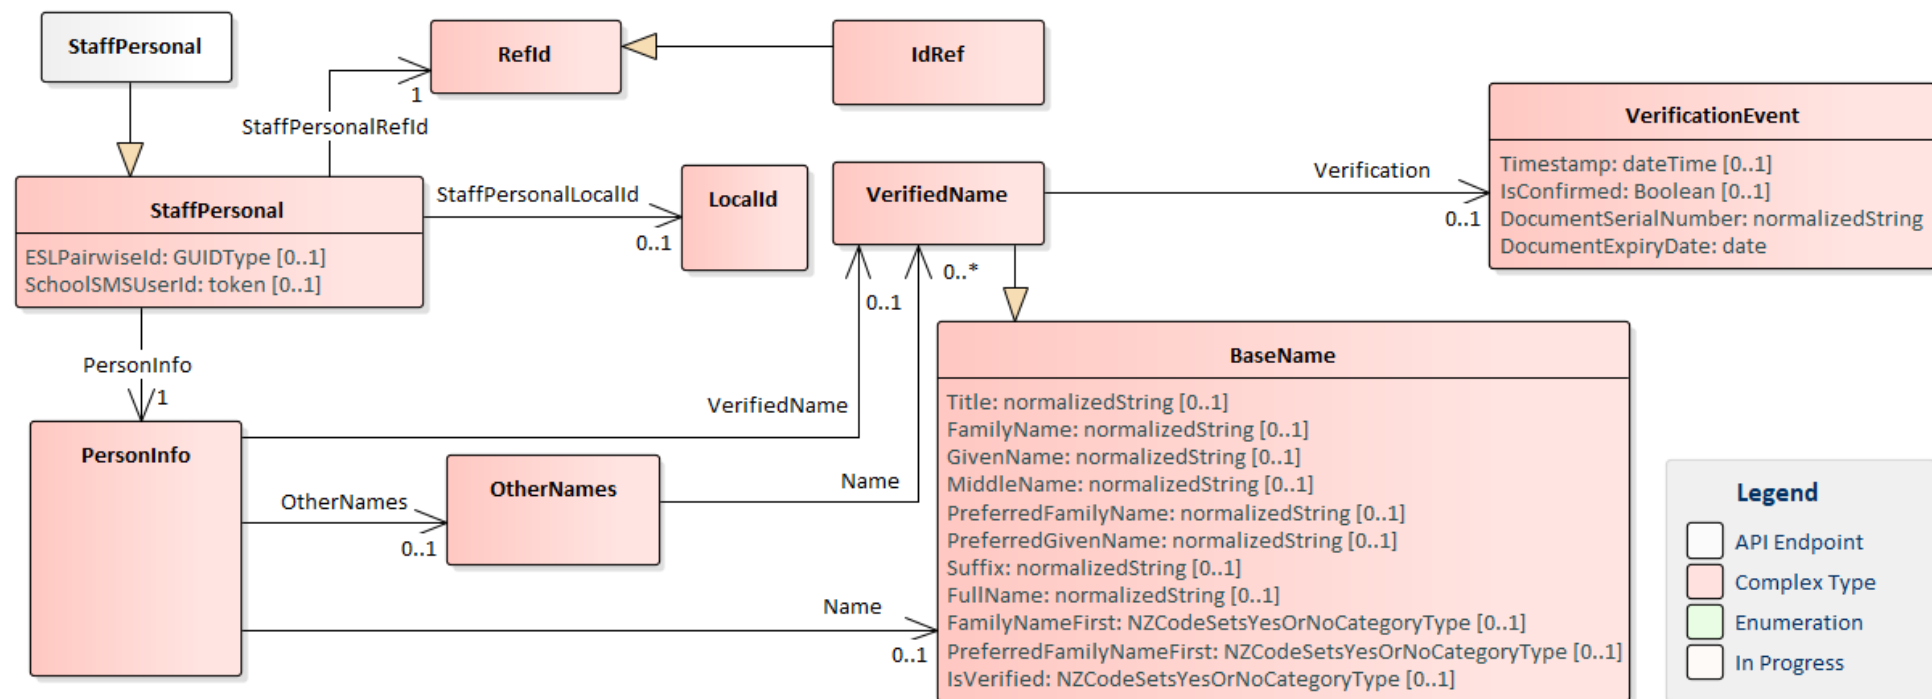 StaffPersonal
RefId
IdRef
1
StaffPersonalRefId
VerificationEvent
Timestamp: dateTime [0..1]
IsConfirmed: Boolean [0..1]
DocumentSerialNumber: normalizedString
DocumentExpiryDate: date
Verification
0..1
StaffPersonal
ESLPairwiseId: GUIDType [0..1]
SchoolSMSUserId: token [0..1]
StaffPersonalLocalId
0..1
LocalId
VerifiedName
0..1
0..*
PersonInfo
1
BaseName
Title: normalizedString [0..1]
FamilyName: normalizedString [0..1]
GivenName: normalizedString [0..1]
MiddleName: normalizedString [0..1]
PreferredFamilyName: normalizedString [0..1]
PreferredGivenName: normalizedString [0..1]
Suffix: normalizedString [0..1]
FullName: normalizedString [0..1]
FamilyNameFirst: NZCodeSetsYesOrNoCategoryType [0..1]
PreferredFamilyNameFirst: NZCodeSetsYesOrNoCategoryType [0..1]
IsVerified: NZCodeSetsYesOrNoCategoryType [0..1]
VerifiedName
PersonInfo
OtherNames
0..1
OtherNames
Name
Name
0..1
Legend
API Endpoint
Complex Type
Enumeration
In Progress